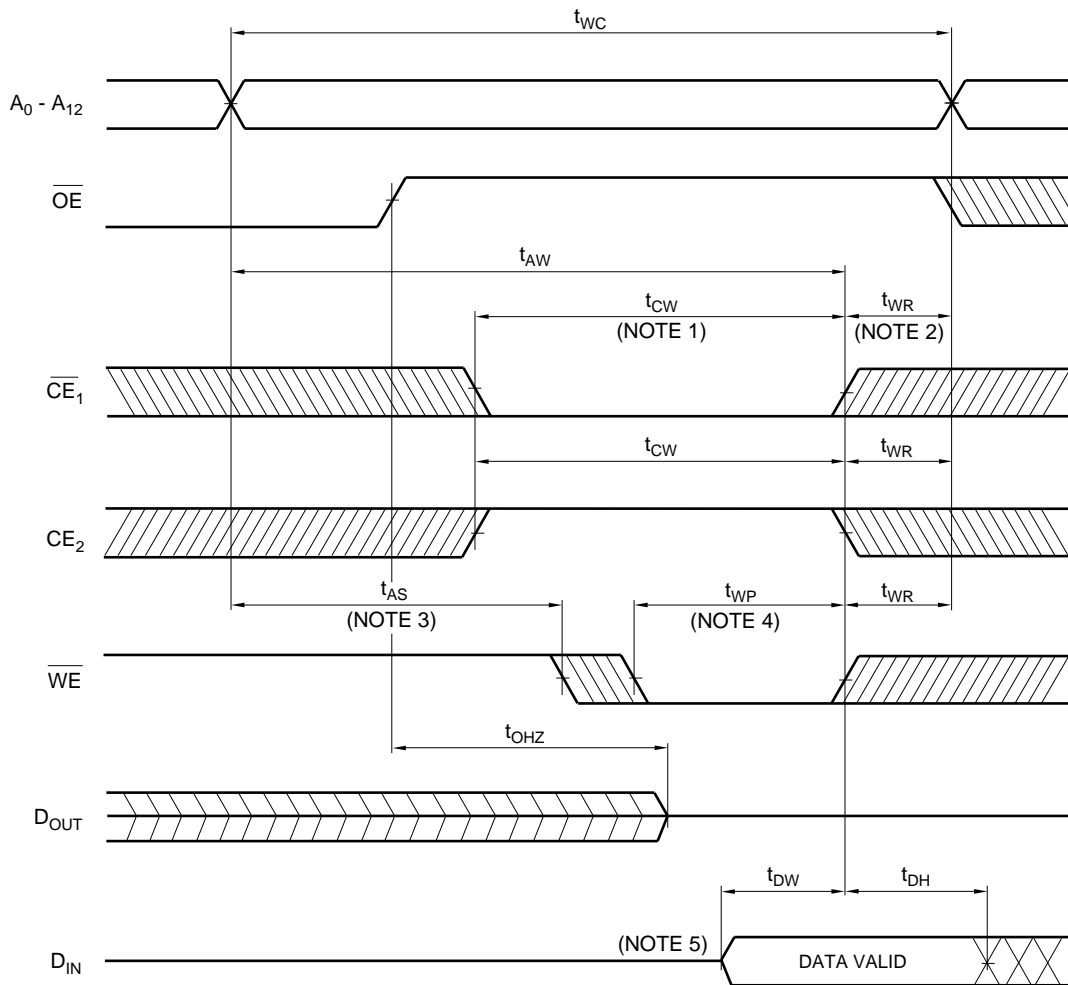 tWC
A0 - A12
OE
tAW
tCW
tWR
(NOTE 1)
(NOTE 2)
CE1
tCW
tWR
CE2
tAS
tWP
tWR
(NOTE 3)
(NOTE 4)
WE
tOHZ
DOUT
tDW
tDH
(NOTE 5)
DIN
DATA VALID